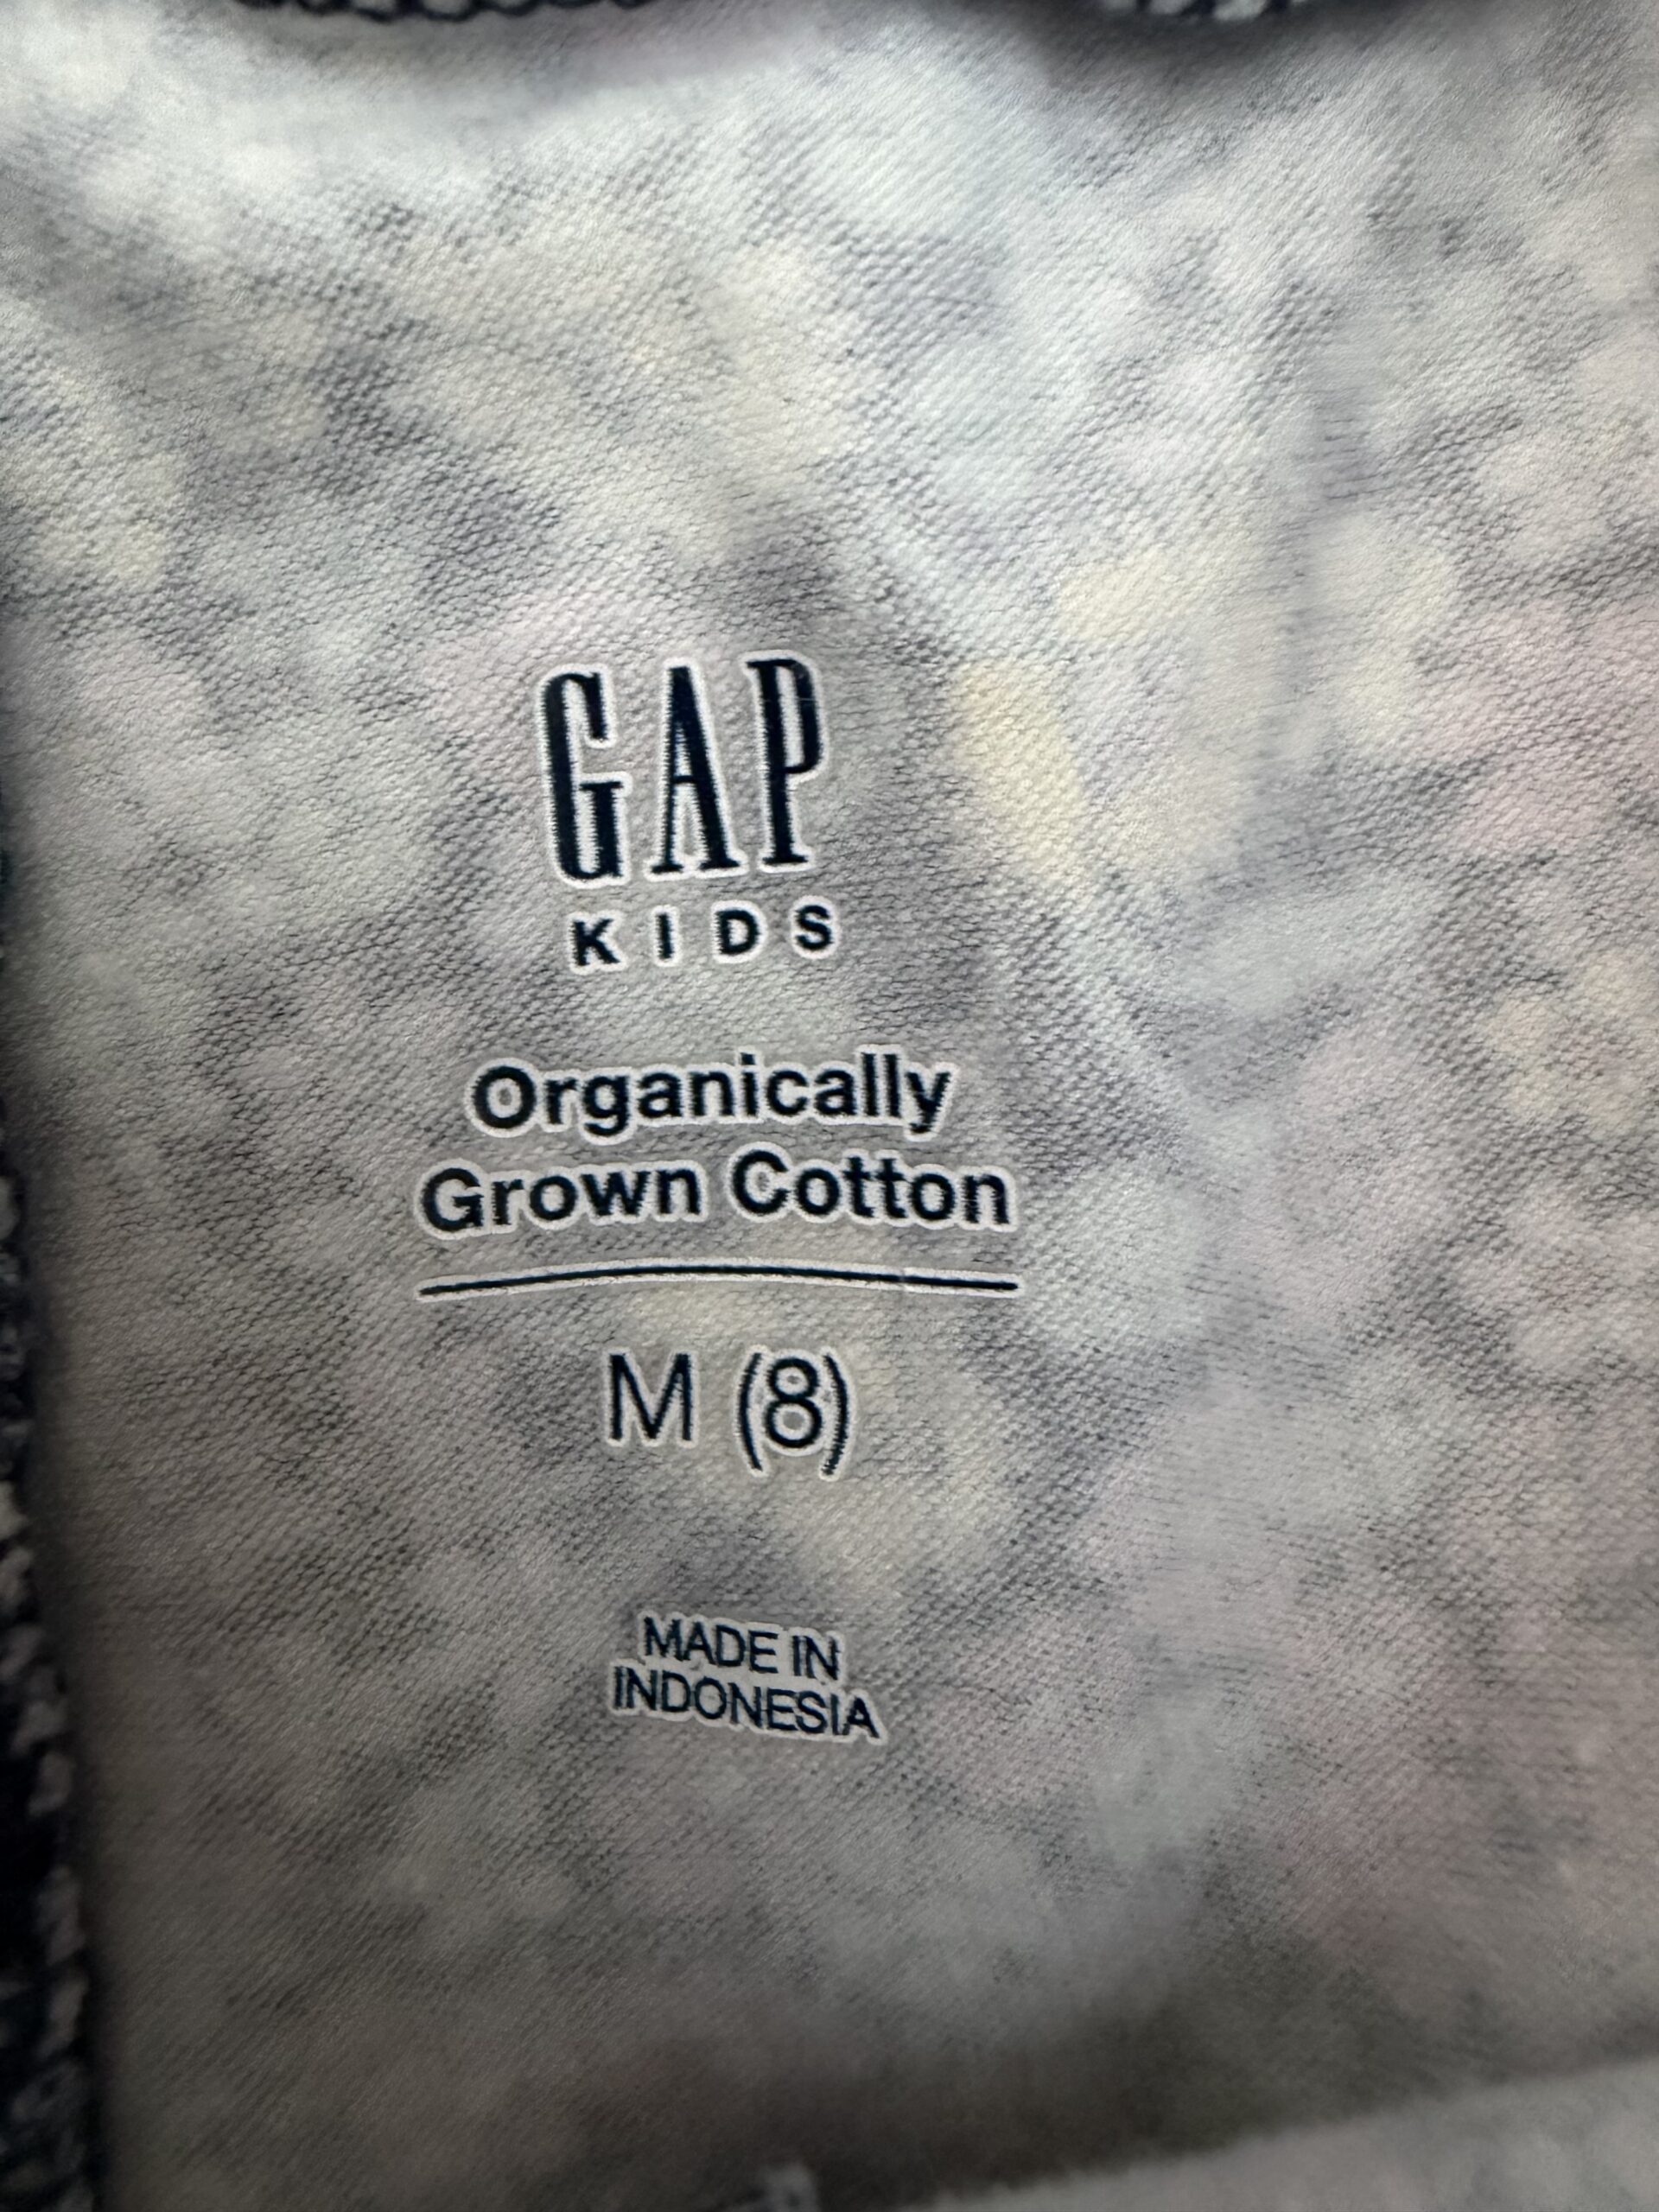 GAP
KIDS
Organically
Grown Cotton
M (8)
MADE IN
INDONESIA